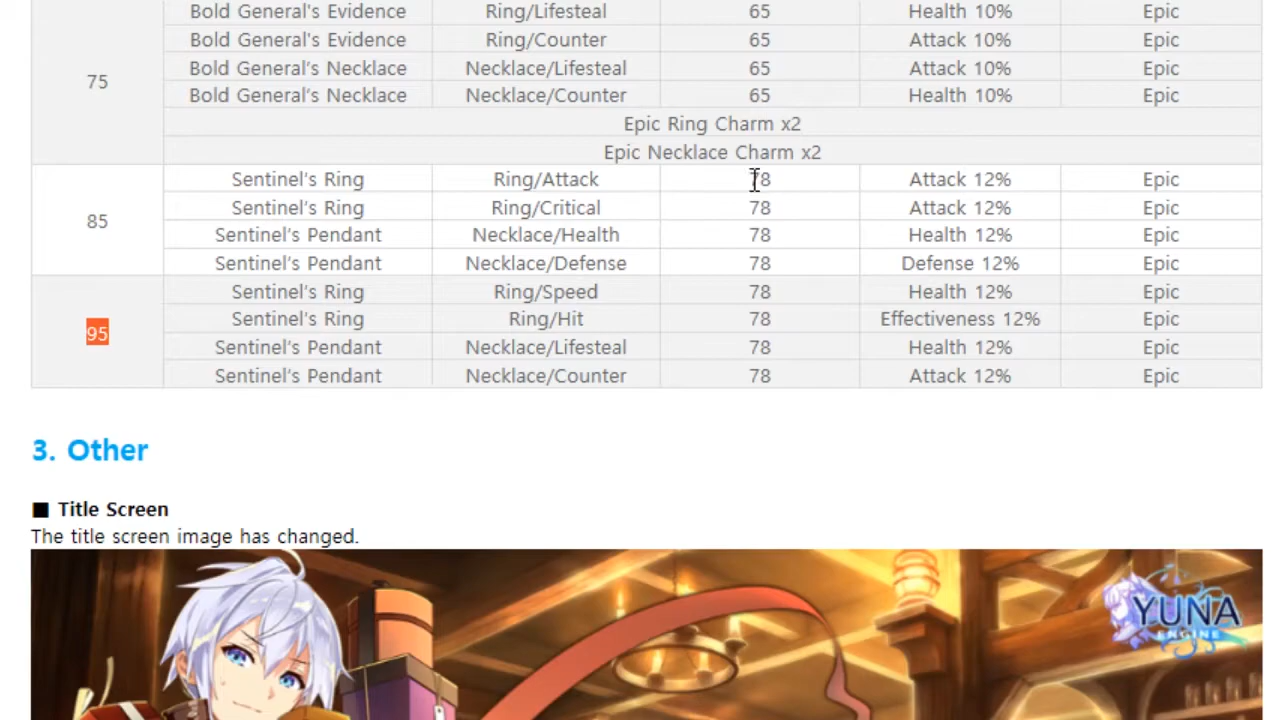 Bold General's Evidence Ring/Lifesteal 65 Health 10% Epic
Bold General's Evidence Ring/Counter 65 Attack 10% Epic
75 Bold General's Necklace Necklace/Lifesteal 65 Attack 10% Epic
Bold General's Necklace Necklace/Counter 65 Health 10% Epic
Epic Ring Charm x2
Epic Necklace Charm x2
Sentinel's Ring Ring/Attack 78 Attack 12% Epic
Sentinel's Ring Ring/Critical 78 Attack 12% Epic
85 Sentinel's Pendant Necklace/Health 78 Health 12% Epic
Sentinel's Pendant Necklace/Defense 78 Defense 12% Epic
Sentinel's Ring Ring/Speed 78 Health 12% Epic
Sentinel's Ring Ring/Hit 78 Effectiveness 12% Epic
95 Sentinel's Pendant Necklace/Lifesteal 78 Health 12% Epic
Sentinel's Pendant Necklace/Counter 78 Attack 12% Epic
3. Other
■ Title Screen
The title screen image has changed.
YUNA
ENGINE